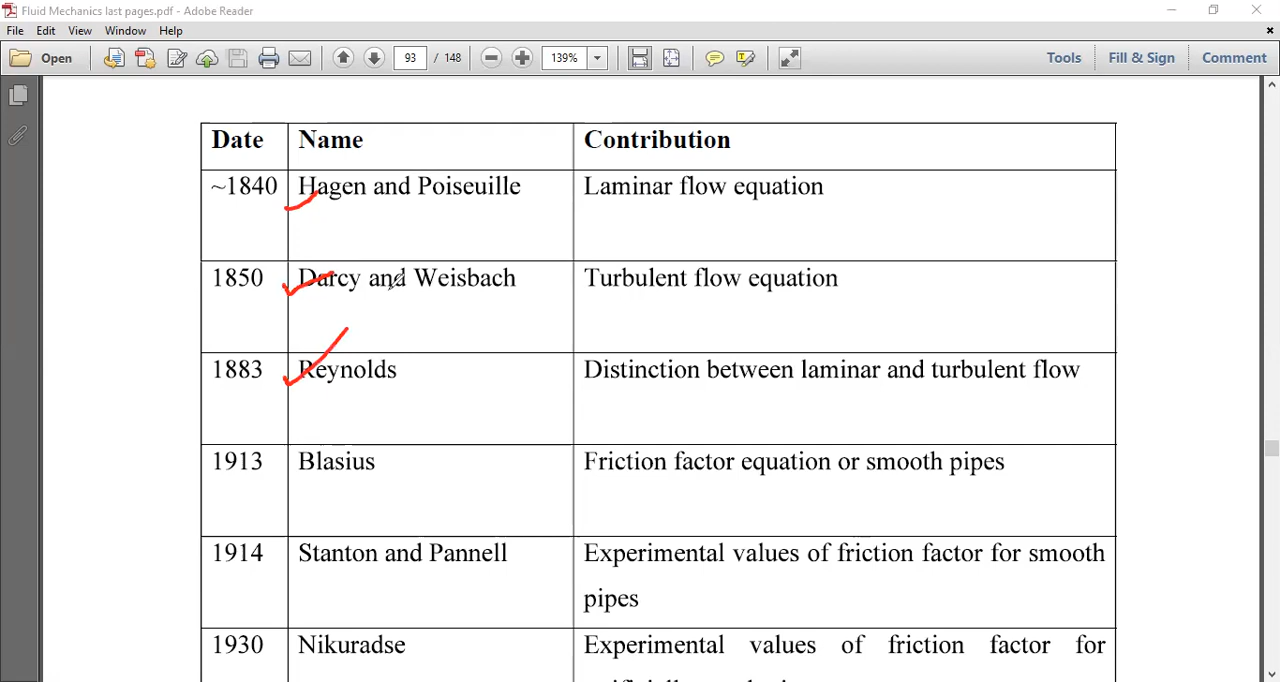 Fluid Mechanics last pages.pdf - Adobe Reader
File Edit View Window Help
Open 93 / 148 139% Tools Fill & Sign Comment
Date Name Contribution
~1840 Hagen and Poiseuille Laminar flow equation
1850 Darcy and Weisbach Turbulent flow equation
1883 Reynolds Distinction between laminar and turbulent flow
1913 Blasius Friction factor equation or smooth pipes
1914 Stanton and Pannell Experimental values of friction factor for smooth
pipes
1930 Nikuradse Experimental values of friction factor for